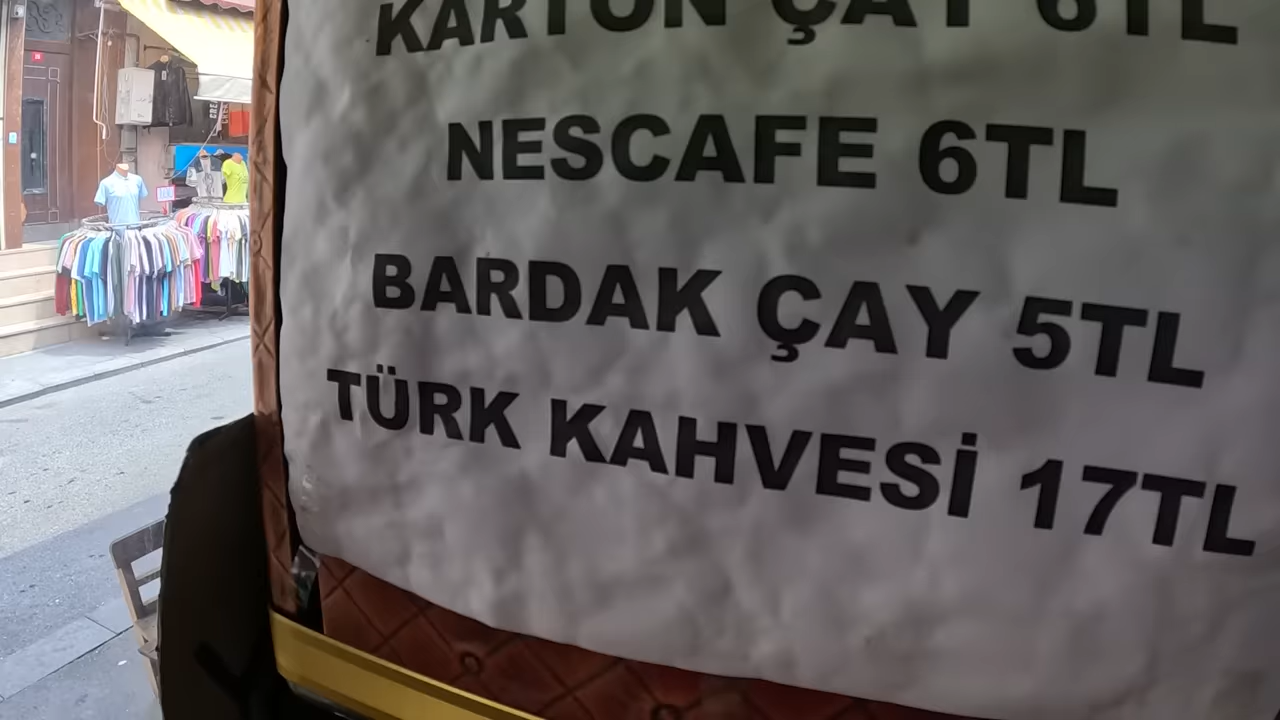 KARTON ÇAY 6TL
NESCAFE 6TL
BARDAK ÇAY 5TL
TÜRK KAHVESİ 17TL